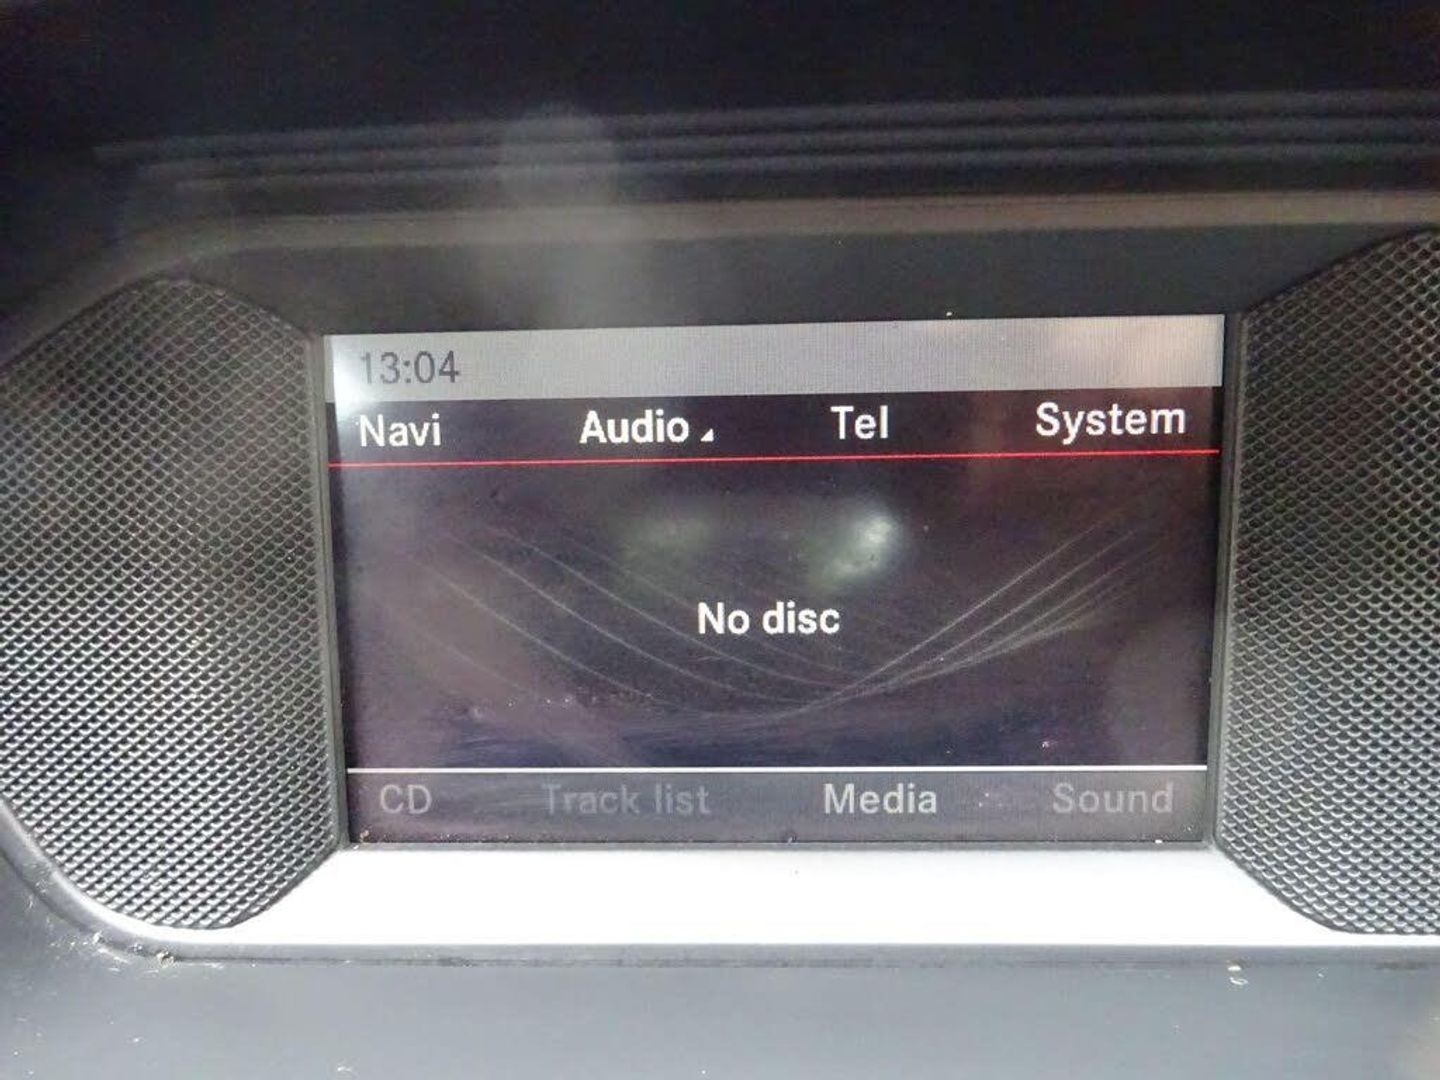 13:04
Navi Audio Tel System
No disc
CD Track list Media Sound